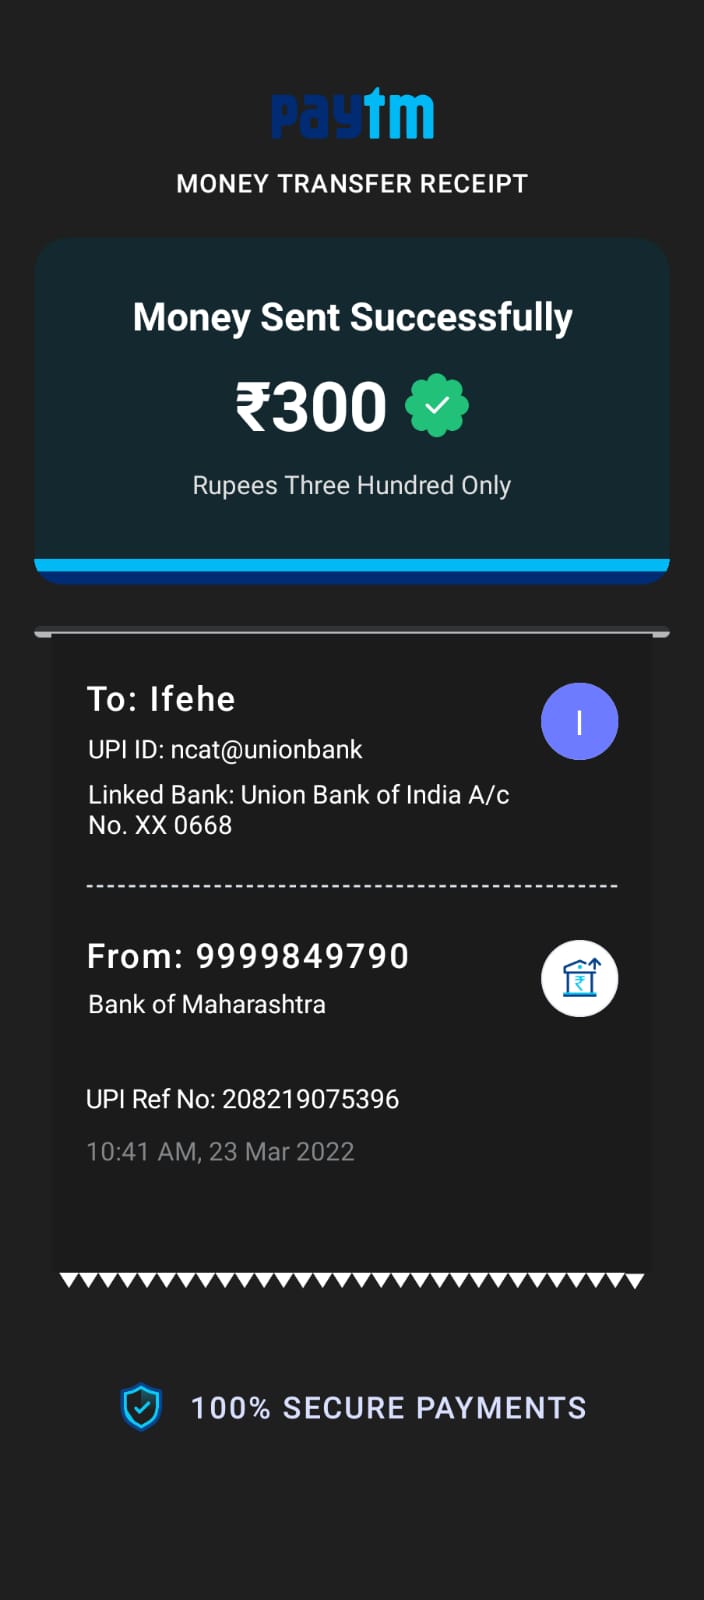 paytm
MONEY TRANSFER RECEIPT
Money Sent Successfully
₹300
Rupees Three Hundred Only
To: Ifehe
I
UPI ID: ncat@unionbank
Linked Bank: Union Bank of India A/c
No. XX 0668
From: 9999849790
₹
Bank of Maharashtra
UPI Ref No: 208219075396
10:41 AM, 23 Mar 2022
100% SECURE PAYMENTS